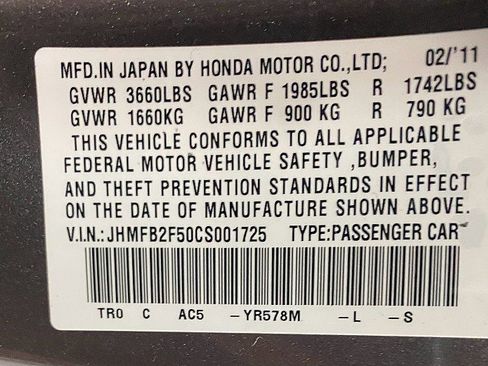 MFD.IN JAPAN BY HONDA MOTOR CO.,LTD; 02/'11
GVWR 3660LBS GAWR F 1985LBS R 1742LBS
GVWR 1660KG GAWR F 900 KG R 790 KG
THIS VEHICLE CONFORMS TO ALL APPLICABLE
FEDERAL MOTOR VEHICLE SAFETY ,BUMPER,
AND THEFT PREVENTION STANDARDS IN EFFECT
ON THE DATE OF MANUFACTURE SHOWN ABOVE.
V.I.N.:JHMFB2F50CS001725 TYPE:PASSENGER CAR
TR0 C AC5 -YR578M -L -S